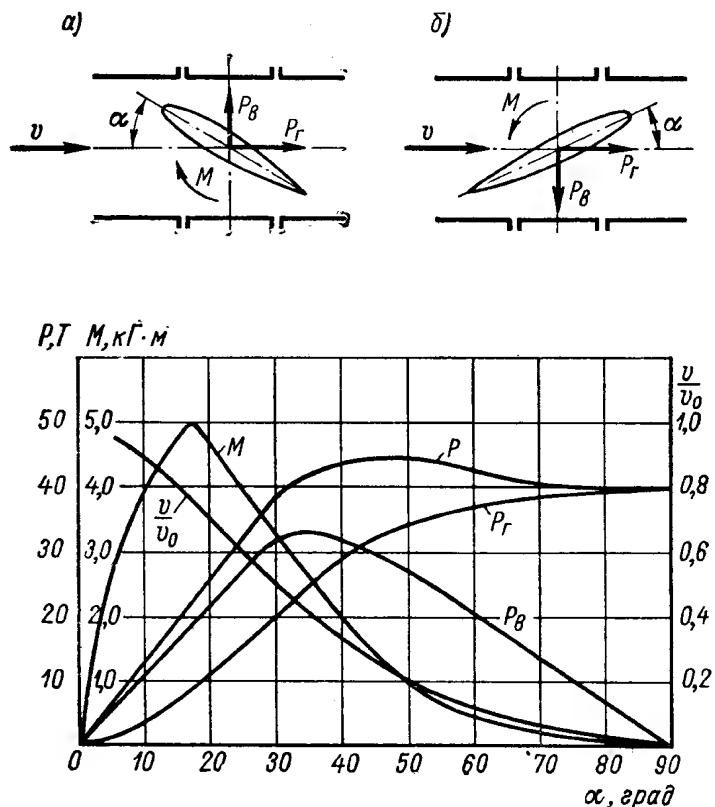 а) б)
α P_в P_г M v
v M P_г P_в α
P,T M,кГ·м v/v₀
50 5,0 1,0
40 4,0 0,8
30 3,0 0,6
20 2,0 0,4
10 1,0 0,2
M P v/v₀ P_г P_в
0 10 20 30 40 50 60 70 80 90
α, град